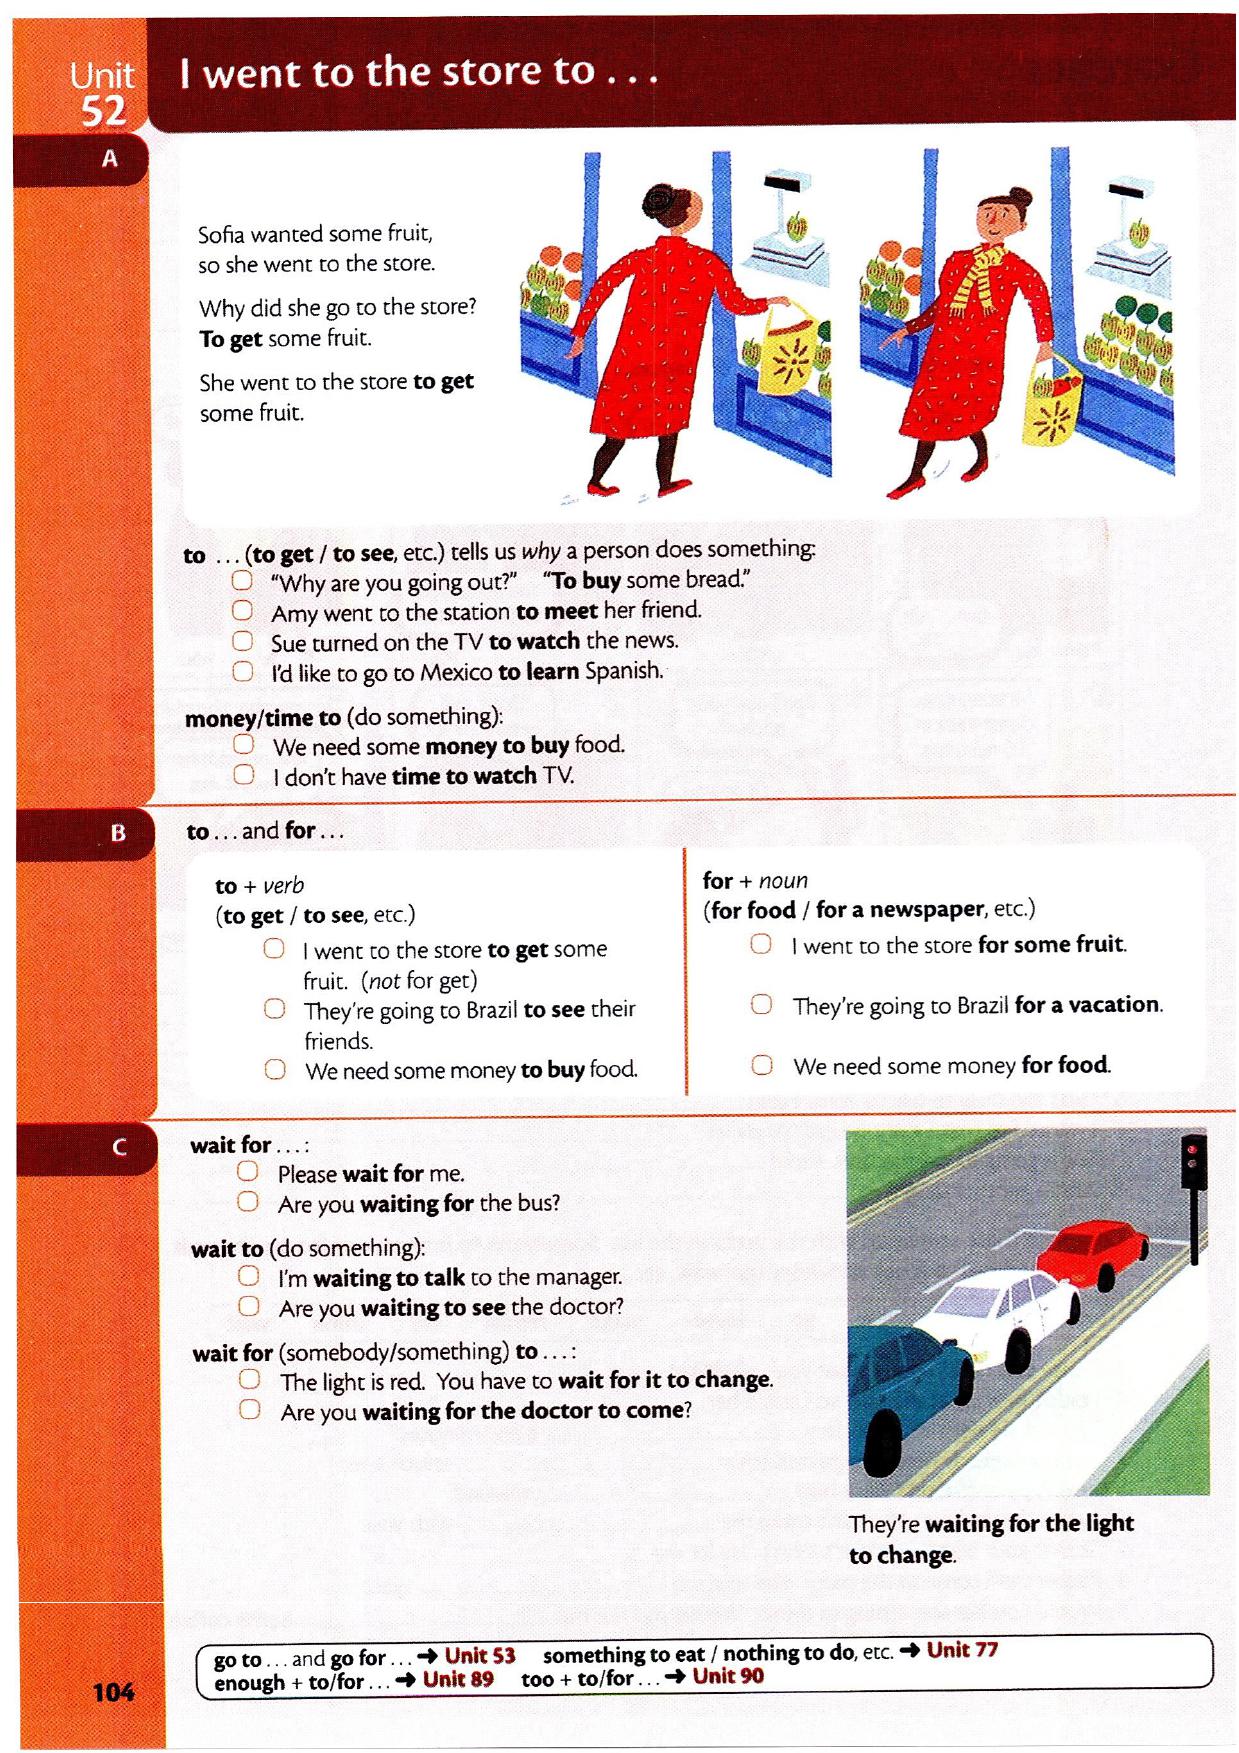 Unit
52
I went to the store to . . .
A
Sofia wanted some fruit,
so she went to the store.
Why did she go to the store?
To get some fruit.
She went to the store to get
some fruit.
to ... (to get / to see, etc.) tells us why a person does something:
"Why are you going out?" "To buy some bread."
Amy went to the station to meet her friend.
Sue turned on the TV to watch the news.
I'd like to go to Mexico to learn Spanish.
money/time to (do something):
We need some money to buy food.
I don't have time to watch TV.
B
to ... and for ...
to + verb
(to get / to see, etc.)
I went to the store to get some
fruit. (not for get)
They're going to Brazil to see their
friends.
We need some money to buy food.
for + noun
(for food / for a newspaper, etc.)
I went to the store for some fruit.
They're going to Brazil for a vacation.
We need some money for food.
C
wait for ...:
Please wait for me.
Are you waiting for the bus?
wait to (do something):
I'm waiting to talk to the manager.
Are you waiting to see the doctor?
wait for (somebody/something) to ...:
The light is red. You have to wait for it to change.
Are you waiting for the doctor to come?
They're waiting for the light
to change.
go to ... and go for ... → Unit 53 something to eat / nothing to do, etc. → Unit 77
enough + to/for ... → Unit 89 too + to/for ... → Unit 90
104